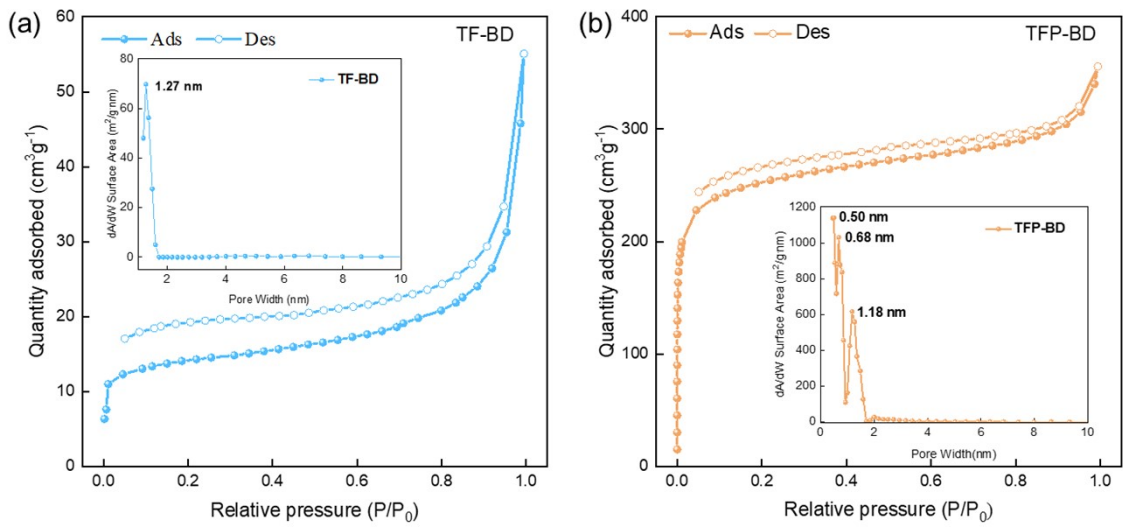 (a)
Ads
Des
TF-BD
TF-BD
1.27 nm
dA/dW Surface Area (m²/gnm)
80
60
40
20
0
2
4
6
8
10
Pore Width (nm)
Quantity adsorbed (cm³g⁻¹)
60
50
40
30
20
10
0
0.0
0.2
0.4
0.6
0.8
1.0
Relative pressure (P/P₀)
(b)
Ads
Des
TFP-BD
TFP-BD
0.50 nm
0.68 nm
1.18 nm
dA/dW Surface Area (m²/gnm)
1200
1000
800
600
400
200
0
0
2
4
6
8
10
Pore Width(nm)
Quantity adsorbed (cm³g⁻¹)
400
300
200
100
0
0.0
0.2
0.4
0.6
0.8
1.0
Relative pressure (P/P₀)